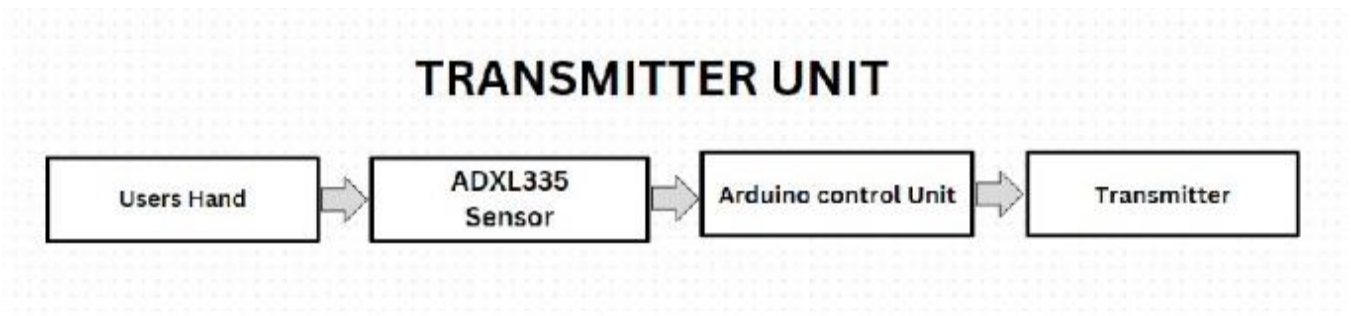 TRANSMITTER UNIT
Users Hand
ADXL335
Sensor
Arduino control Unit
Transmitter